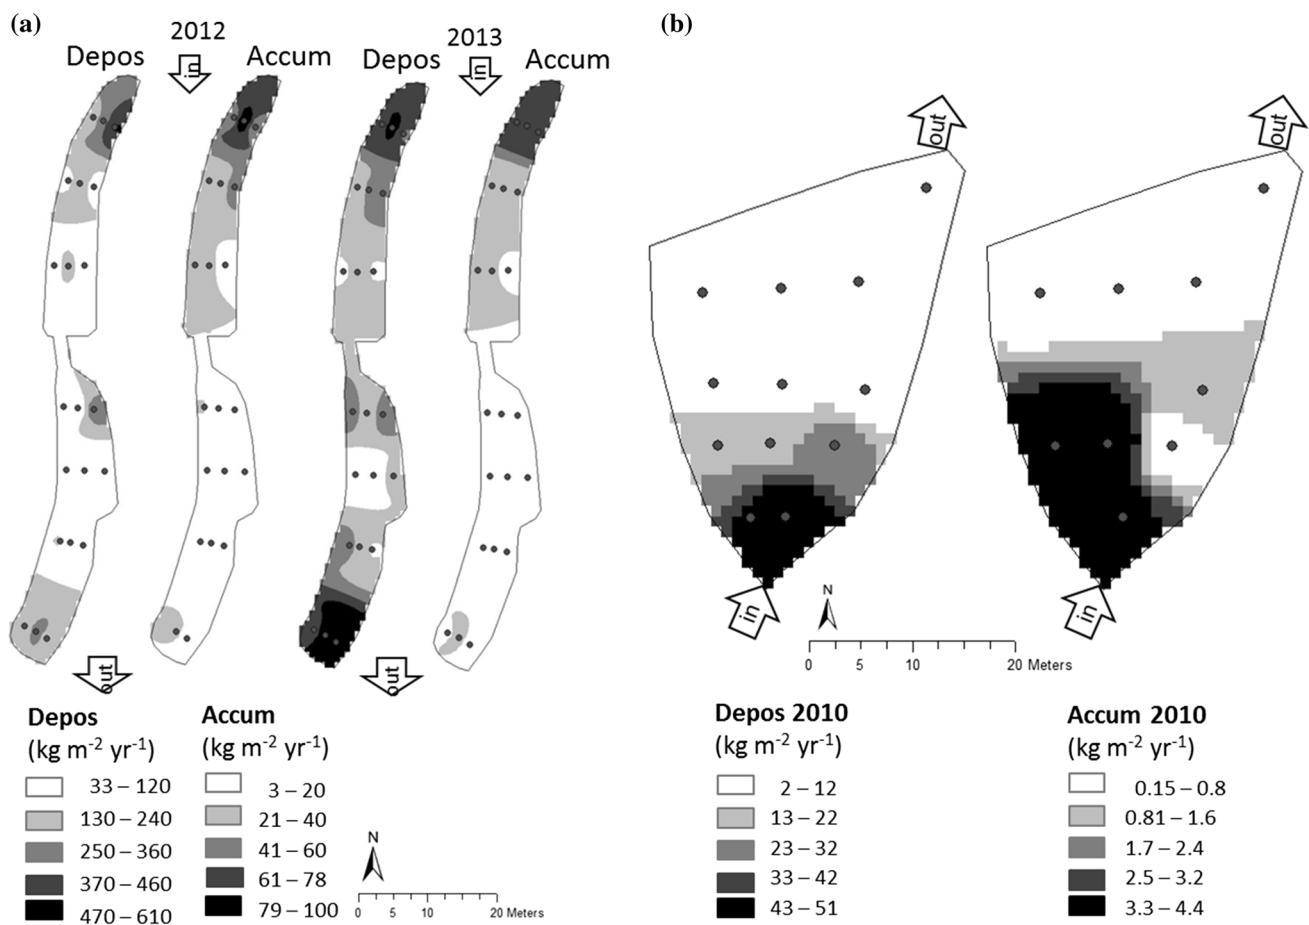 (a)
2012
Depos
in
Accum
2013
Depos
in
Accum
out
out
Depos
(kg m⁻² yr⁻¹)
33 – 120
130 – 240
250 – 360
370 – 460
470 – 610
Accum
(kg m⁻² yr⁻¹)
3 – 20
21 – 40
41 – 60
61 – 78
79 – 100
N
0 5 10 20 Meters
(b)
out
out
in
in
N
0 5 10 20 Meters
Depos 2010
(kg m⁻² yr⁻¹)
2 – 12
13 – 22
23 – 32
33 – 42
43 – 51
Accum 2010
(kg m⁻² yr⁻¹)
0.15 – 0.8
0.81 – 1.6
1.7 – 2.4
2.5 – 3.2
3.3 – 4.4